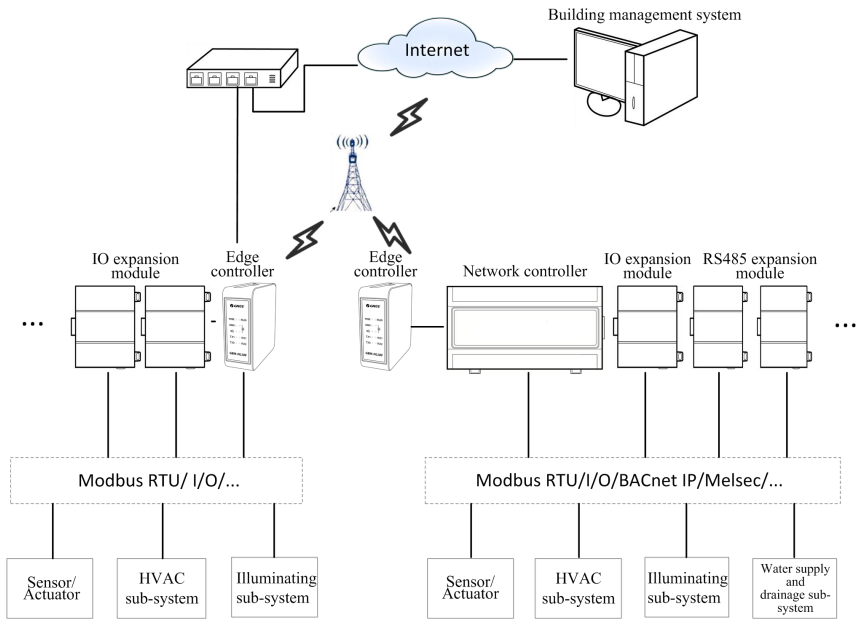 Building management system
Internet
IO expansion
module
Edge
controller
Edge
controller
Network controller
IO expansion
module
RS485 expansion
module
...
...
Modbus RTU/ I/O/...
Modbus RTU/I/O/BACnet IP/Melsec/...
Sensor/
Actuator
HVAC
sub-system
Illuminating
sub-system
Sensor/
Actuator
HVAC
sub-system
Illuminating
sub-system
Water supply
and
drainage sub-
system